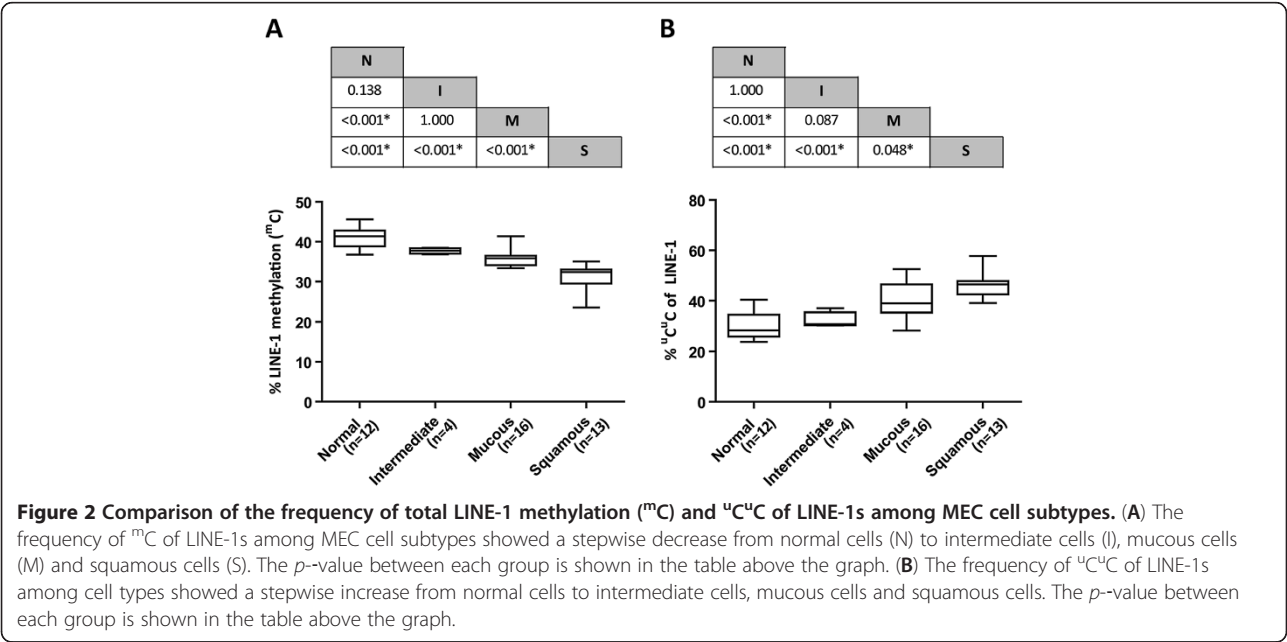 A
N
0.138 I
<0.001* 1.000 M
<0.001* <0.001* <0.001* S
% LINE-1 methylation (ᵐC)
50
40
30
20
10
0
Normal (n=12)
Intermediate (n=4)
Mucous (n=16)
Squamous (n=13)
B
N
1.000 I
<0.001* 0.087 M
<0.001* <0.001* 0.048* S
% ᵘCᵘC of LINE-1
80
60
40
20
0
Normal (n=12)
Intermediate (n=4)
Mucous (n=16)
Squamous (n=13)
Figure 2 Comparison of the frequency of total LINE-1 methylation (ᵐC) and ᵘCᵘC of LINE-1s among MEC cell subtypes. (A) The
frequency of ᵐC of LINE-1s among MEC cell subtypes showed a stepwise decrease from normal cells (N) to intermediate cells (I), mucous cells
(M) and squamous cells (S). The p--value between each group is shown in the table above the graph. (B) The frequency of ᵘCᵘC of LINE-1s
among cell types showed a stepwise increase from normal cells to intermediate cells, mucous cells and squamous cells. The p--value between
each group is shown in the table above the graph.